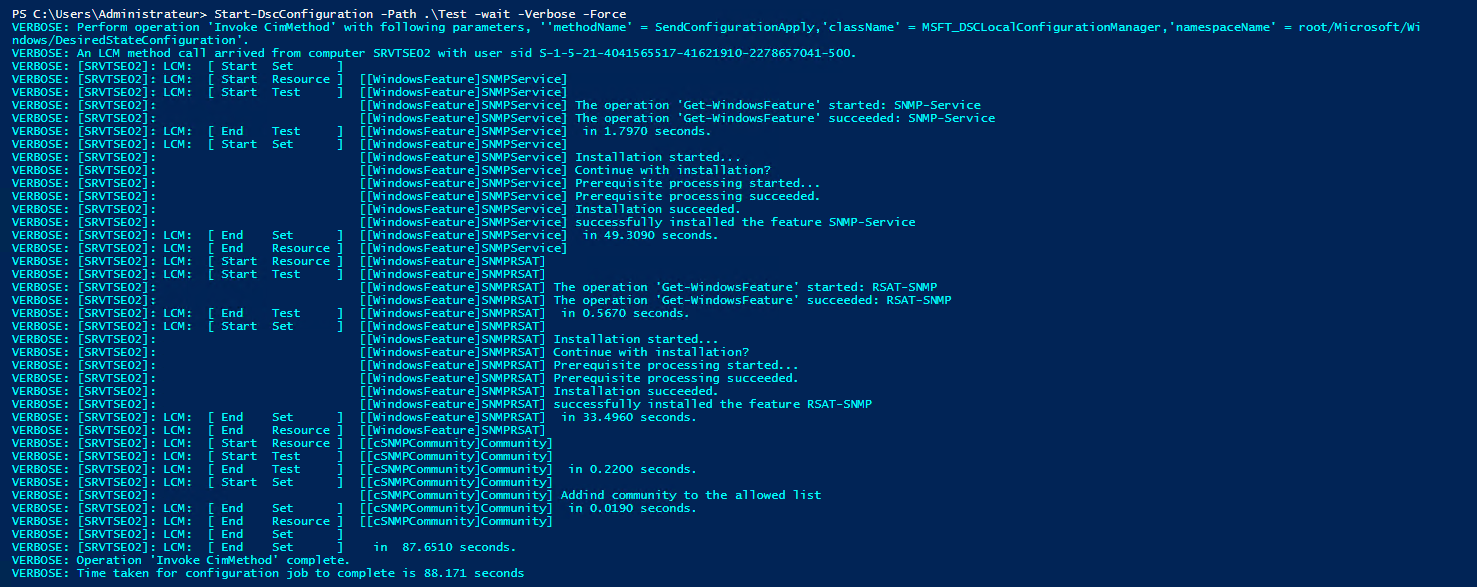 PS C:\Users\Administrateur> Start-DscConfiguration -Path .\Test -wait -Verbose -Force
VERBOSE: Perform operation 'Invoke CimMethod' with following parameters, ''methodName' = SendConfigurationApply,'className' = MSFT_DSCLocalConfigurationManager,'namespaceName' = root/Microsoft/Wi
ndows/DesiredStateConfiguration'.
VERBOSE: An LCM method call arrived from computer SRVTSE02 with user sid S-1-5-21-4041565517-41621910-2278657041-500.
VERBOSE: [SRVTSE02]: LCM:  [ Start  Set      ]
VERBOSE: [SRVTSE02]: LCM:  [ Start  Resource ]  [[WindowsFeature]SNMPService]
VERBOSE: [SRVTSE02]: LCM:  [ Start  Test     ]  [[WindowsFeature]SNMPService]
VERBOSE: [SRVTSE02]:                            [[WindowsFeature]SNMPService] The operation 'Get-WindowsFeature' started: SNMP-Service
VERBOSE: [SRVTSE02]:                            [[WindowsFeature]SNMPService] The operation 'Get-WindowsFeature' succeeded: SNMP-Service
VERBOSE: [SRVTSE02]: LCM:  [ End    Test     ]  [[WindowsFeature]SNMPService]  in 1.7970 seconds.
VERBOSE: [SRVTSE02]: LCM:  [ Start  Set      ]  [[WindowsFeature]SNMPService]
VERBOSE: [SRVTSE02]:                            [[WindowsFeature]SNMPService] Installation started...
VERBOSE: [SRVTSE02]:                            [[WindowsFeature]SNMPService] Continue with installation?
VERBOSE: [SRVTSE02]:                            [[WindowsFeature]SNMPService] Prerequisite processing started...
VERBOSE: [SRVTSE02]:                            [[WindowsFeature]SNMPService] Prerequisite processing succeeded.
VERBOSE: [SRVTSE02]:                            [[WindowsFeature]SNMPService] Installation succeeded.
VERBOSE: [SRVTSE02]:                            [[WindowsFeature]SNMPService] successfully installed the feature SNMP-Service
VERBOSE: [SRVTSE02]: LCM:  [ End    Set      ]  [[WindowsFeature]SNMPService]  in 49.3090 seconds.
VERBOSE: [SRVTSE02]: LCM:  [ End    Resource ]  [[WindowsFeature]SNMPService]
VERBOSE: [SRVTSE02]: LCM:  [ Start  Resource ]  [[WindowsFeature]SNMPRSAT]
VERBOSE: [SRVTSE02]: LCM:  [ Start  Test     ]  [[WindowsFeature]SNMPRSAT]
VERBOSE: [SRVTSE02]:                            [[WindowsFeature]SNMPRSAT] The operation 'Get-WindowsFeature' started: RSAT-SNMP
VERBOSE: [SRVTSE02]:                            [[WindowsFeature]SNMPRSAT] The operation 'Get-WindowsFeature' succeeded: RSAT-SNMP
VERBOSE: [SRVTSE02]: LCM:  [ End    Test     ]  [[WindowsFeature]SNMPRSAT]  in 0.5670 seconds.
VERBOSE: [SRVTSE02]: LCM:  [ Start  Set      ]  [[WindowsFeature]SNMPRSAT]
VERBOSE: [SRVTSE02]:                            [[WindowsFeature]SNMPRSAT] Installation started...
VERBOSE: [SRVTSE02]:                            [[WindowsFeature]SNMPRSAT] Continue with installation?
VERBOSE: [SRVTSE02]:                            [[WindowsFeature]SNMPRSAT] Prerequisite processing started...
VERBOSE: [SRVTSE02]:                            [[WindowsFeature]SNMPRSAT] Prerequisite processing succeeded.
VERBOSE: [SRVTSE02]:                            [[WindowsFeature]SNMPRSAT] Installation succeeded.
VERBOSE: [SRVTSE02]:                            [[WindowsFeature]SNMPRSAT] successfully installed the feature RSAT-SNMP
VERBOSE: [SRVTSE02]: LCM:  [ End    Set      ]  [[WindowsFeature]SNMPRSAT]  in 33.4960 seconds.
VERBOSE: [SRVTSE02]: LCM:  [ End    Resource ]  [[WindowsFeature]SNMPRSAT]
VERBOSE: [SRVTSE02]: LCM:  [ Start  Resource ]  [[cSNMPCommunity]Community]
VERBOSE: [SRVTSE02]: LCM:  [ Start  Test     ]  [[cSNMPCommunity]Community]
VERBOSE: [SRVTSE02]: LCM:  [ End    Test     ]  [[cSNMPCommunity]Community]  in 0.2200 seconds.
VERBOSE: [SRVTSE02]: LCM:  [ Start  Set      ]  [[cSNMPCommunity]Community]
VERBOSE: [SRVTSE02]:                            [[cSNMPCommunity]Community] Addind community to the allowed list
VERBOSE: [SRVTSE02]: LCM:  [ End    Set      ]  [[cSNMPCommunity]Community]  in 0.0190 seconds.
VERBOSE: [SRVTSE02]: LCM:  [ End    Resource ]  [[cSNMPCommunity]Community]
VERBOSE: [SRVTSE02]: LCM:  [ End    Set      ]
VERBOSE: [SRVTSE02]: LCM:  [ End    Set      ]    in  87.6510 seconds.
VERBOSE: Operation 'Invoke CimMethod' complete.
VERBOSE: Time taken for configuration job to complete is 88.171 seconds